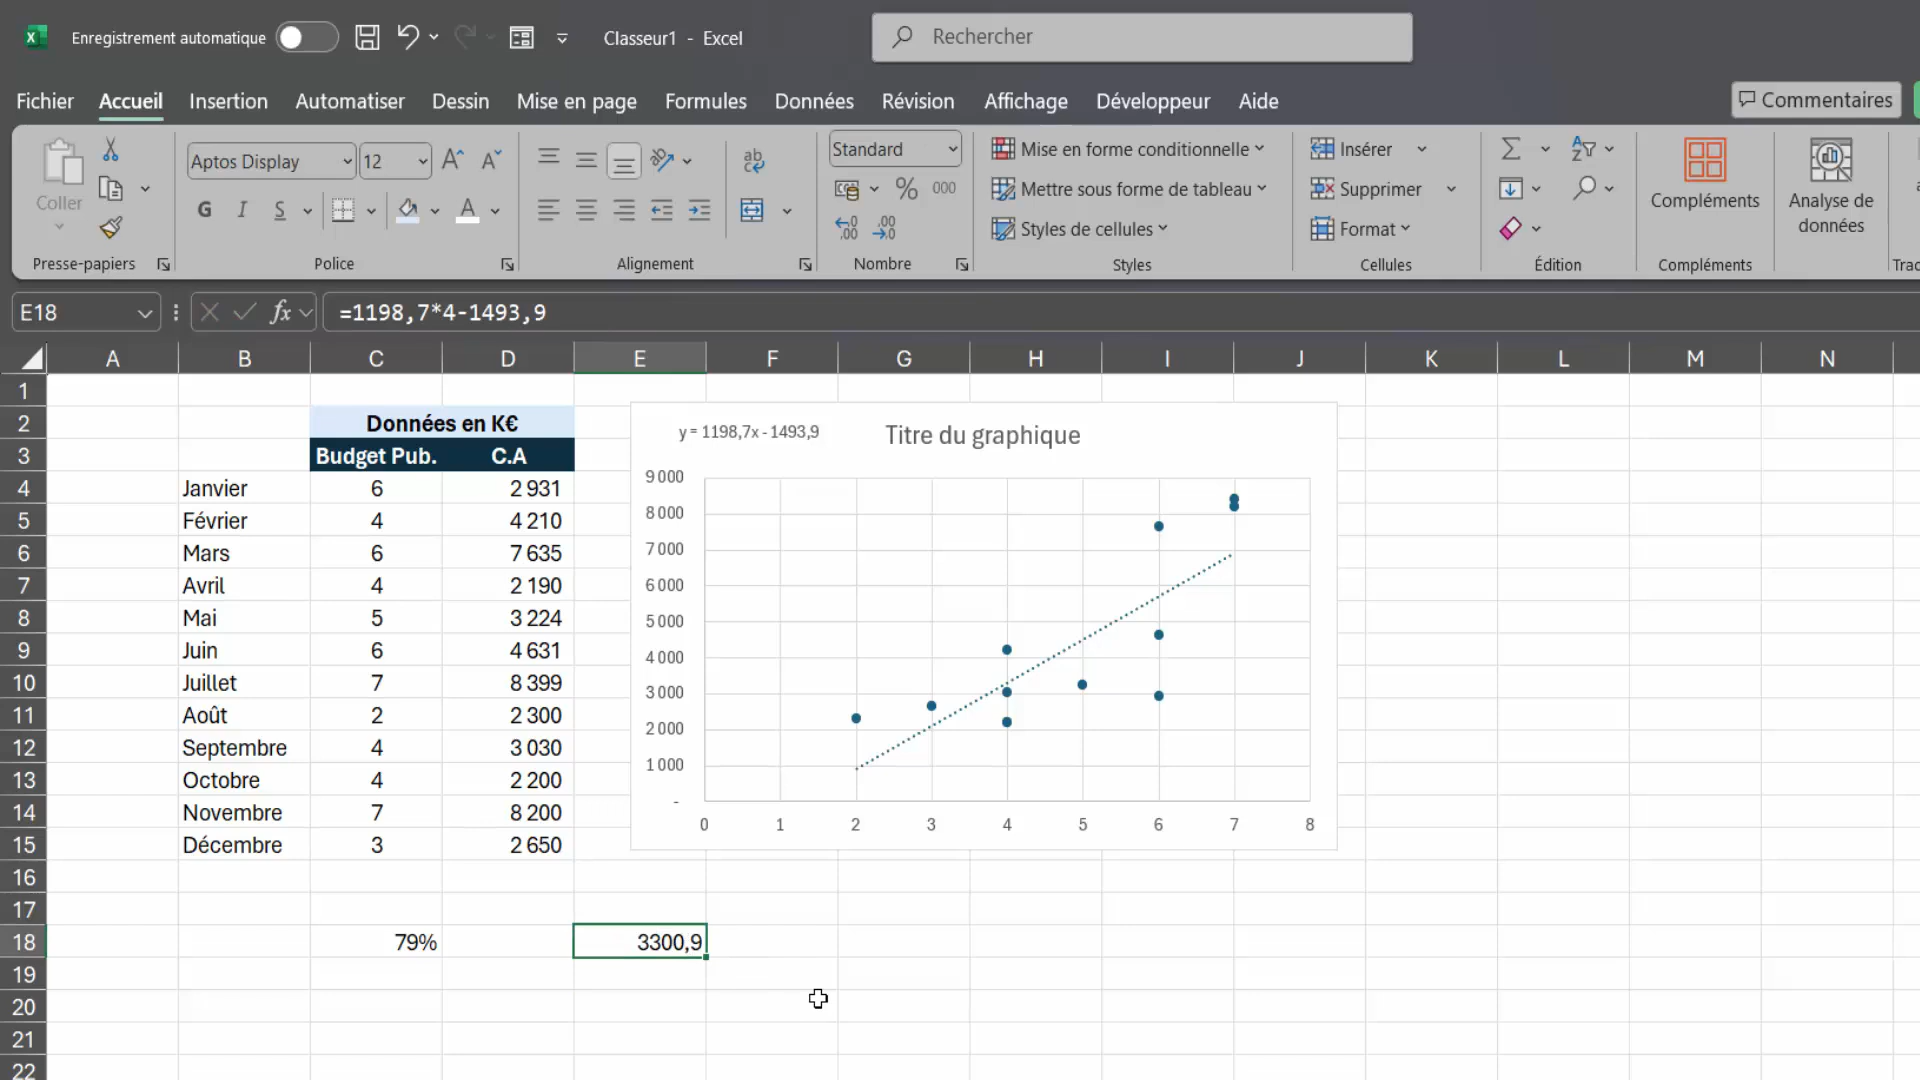 Enregistrement automatique
Classeur1 - Excel
Rechercher
Fichier Accueil Insertion Automatiser Dessin Mise en page Formules Données Révision Affichage Développeur Aide
Commentaires
Coller
Presse-papiers
Aptos Display 12
G I S
Police
Alignement
Standard
% 000
Nombre
Mise en forme conditionnelle
Mettre sous forme de tableau
Styles de cellules
Styles
Insérer
Supprimer
Format
Cellules
Édition
Compléments
Compléments
Analyse de
données
Trac
E18 fx =1198,7*4-1493,9
A B C D E F G H I J K L M N
1
2 Données en K€
3 Budget Pub. C.A
4 Janvier 6 2 931
5 Février 4 4 210
6 Mars 6 7 635
7 Avril 4 2 190
8 Mai 5 3 224
9 Juin 6 4 631
10 Juillet 7 8 399
11 Août 2 2 300
12 Septembre 4 3 030
13 Octobre 4 2 200
14 Novembre 7 8 200
15 Décembre 3 2 650
16
17
18 79% 3300,9
19
20
21
22
y = 1198,7x - 1493,9
Titre du graphique
9 000
8 000
7 000
6 000
5 000
4 000
3 000
2 000
1 000
-
0 1 2 3 4 5 6 7 8